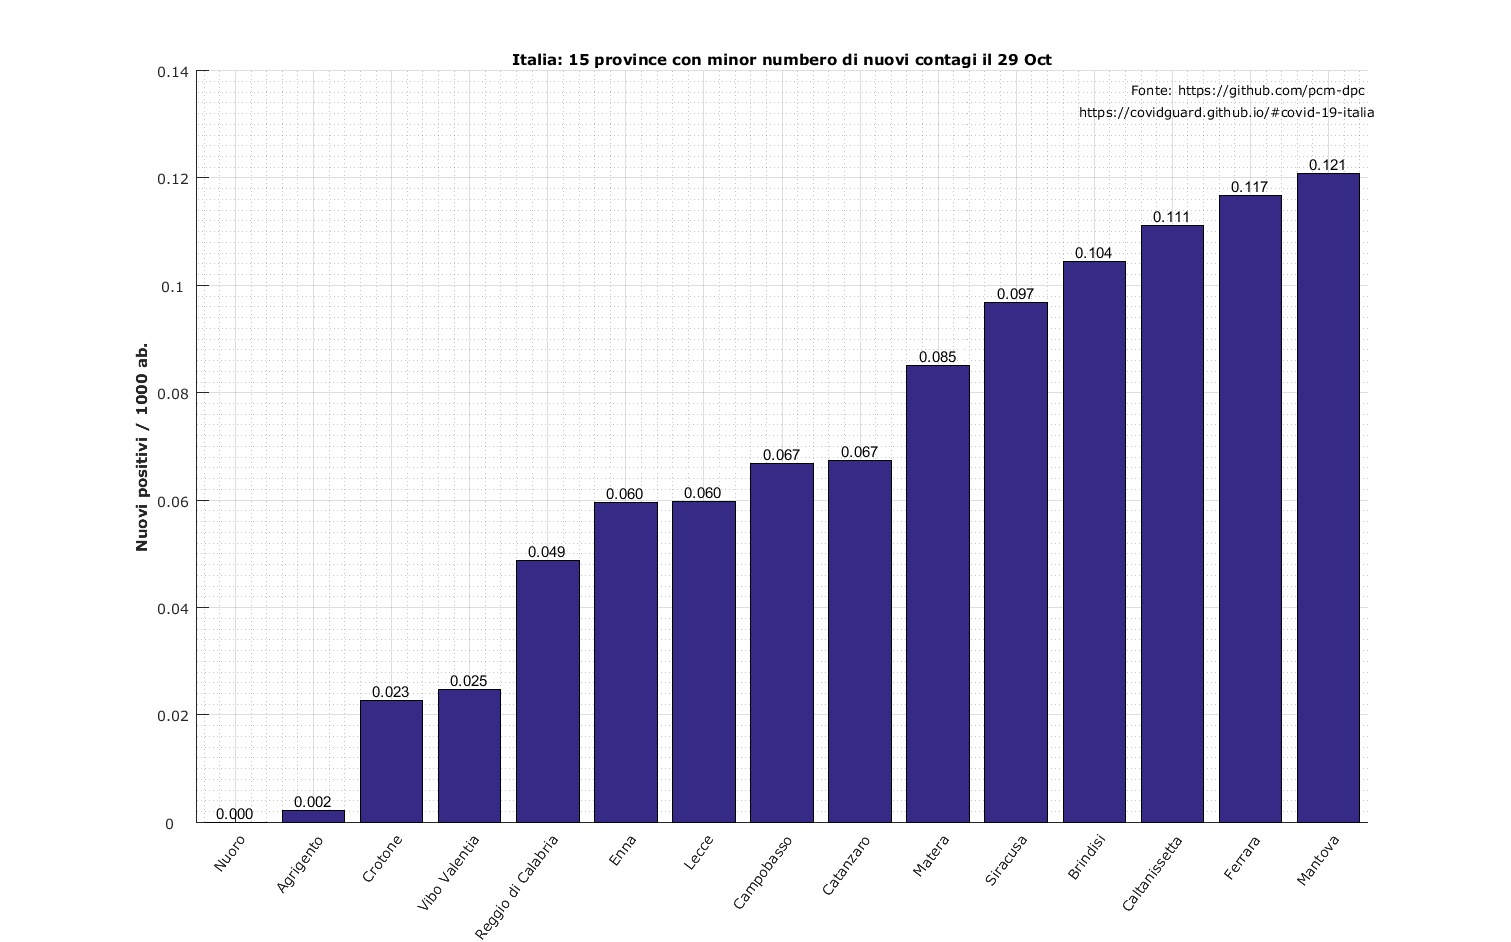 Italia: 15 province con minor numbero di nuovi contagi il 29 Oct
Fonte: https://github.com/pcm-dpc
https://covidguard.github.io/#covid-19-italia
Nuovi positivi / 1000 ab.
0.14
0.12
0.1
0.08
0.06
0.04
0.02
0
0.000
0.002
0.023
0.025
0.049
0.060
0.060
0.067
0.067
0.085
0.097
0.104
0.111
0.117
0.121
Nuoro
Agrigento
Crotone
Vibo Valentia
Reggio di Calabria
Enna
Lecce
Campobasso
Catanzaro
Matera
Siracusa
Brindisi
Caltanissetta
Ferrara
Mantova